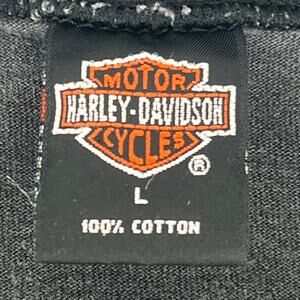 MOTOR
HARLEY-DAVIDSON
CYCLES
®
L
100% COTTON